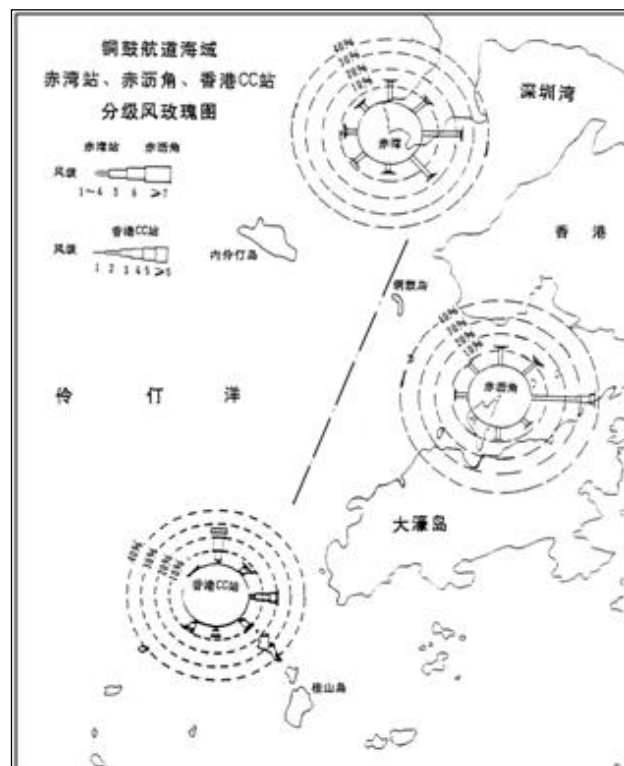 铜鼓航道海域
赤湾站、赤沥角、香港CC站
分级风玫瑰图
赤湾站 赤沥角
风级
1~4 5 6 ≥7
香港CC站
风级
1 2 3 4 5 ≥6
40%
30%
20%
10%
赤湾
深圳湾
香 港
内伶仃岛
铜鼓岛
40%
30%
20%
10%
赤沥角
伶 仃 洋
大濠岛
40%
30%
20%
10%
香港CC站
桂山岛